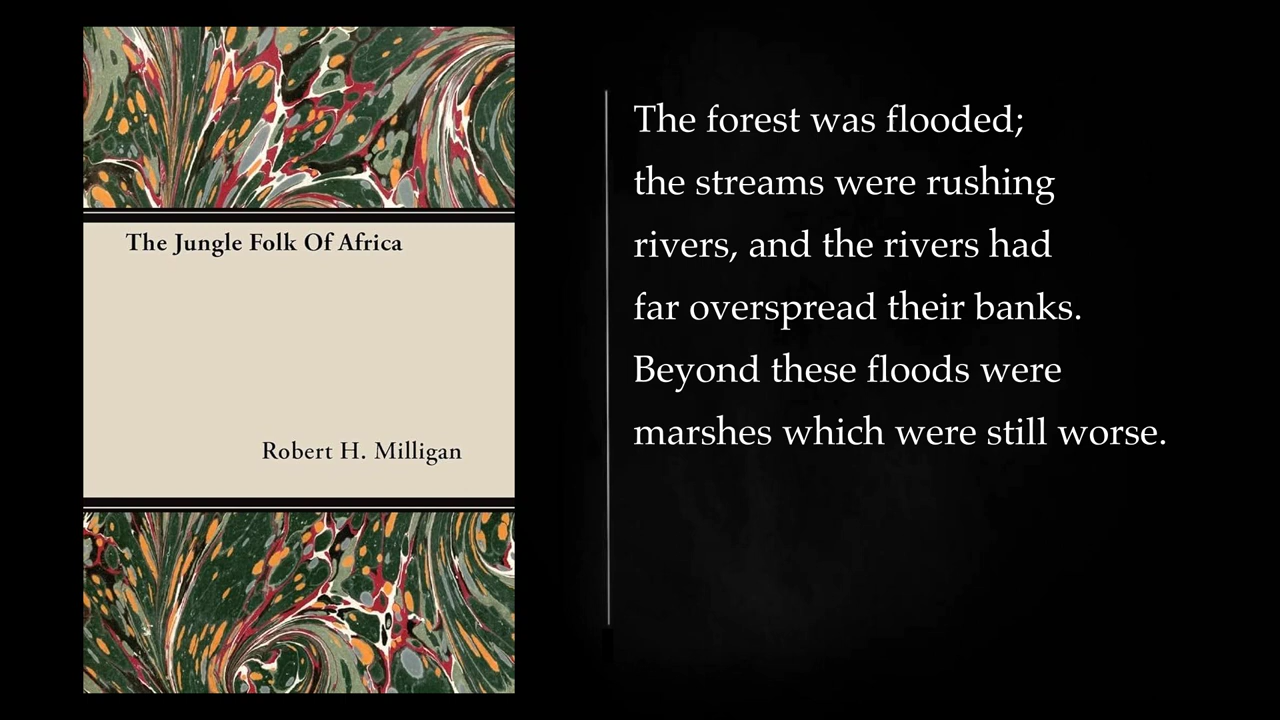 The Jungle Folk Of Africa
Robert H. Milligan
The forest was flooded;
the streams were rushing
rivers, and the rivers had
far overspread their banks.
Beyond these floods were
marshes which were still worse.